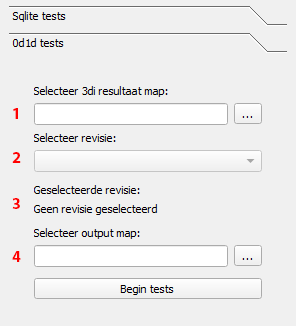 Sqlite tests
0d1d tests
Selecteer 3di resultaat map:
1
...
Selecteer revisie:
2
Geselecteerde revisie:
3
Geen revisie geselecteerd
Selecteer output map:
4
...
Begin tests